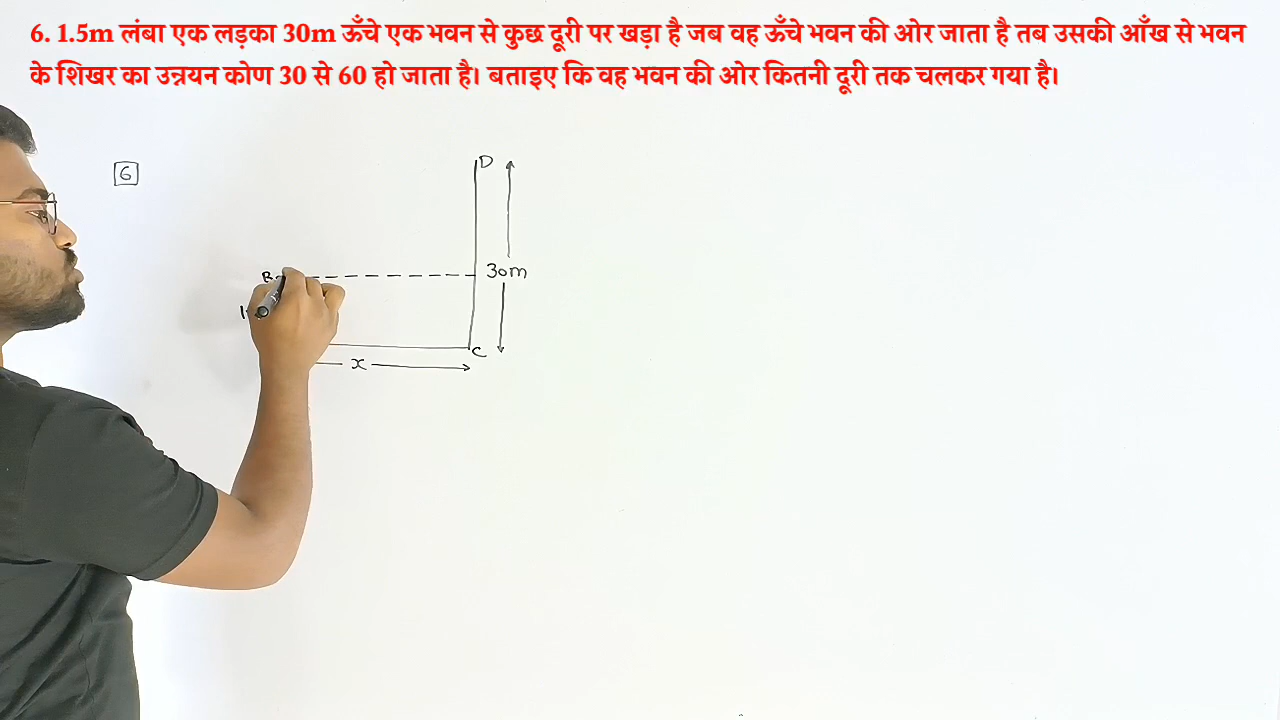 6. 1.5m लंबा एक लड़का 30m ऊँचे एक भवन से कुछ दूरी पर खड़ा है जब वह ऊँचे भवन की ओर जाता है तब उसकी आँख से भवन
के शिखर का उन्नयन कोण 30 से 60 हो जाता है। बताइए कि वह भवन की ओर कितनी दूरी तक चलकर गया है।
D
6
B
30m
C
x